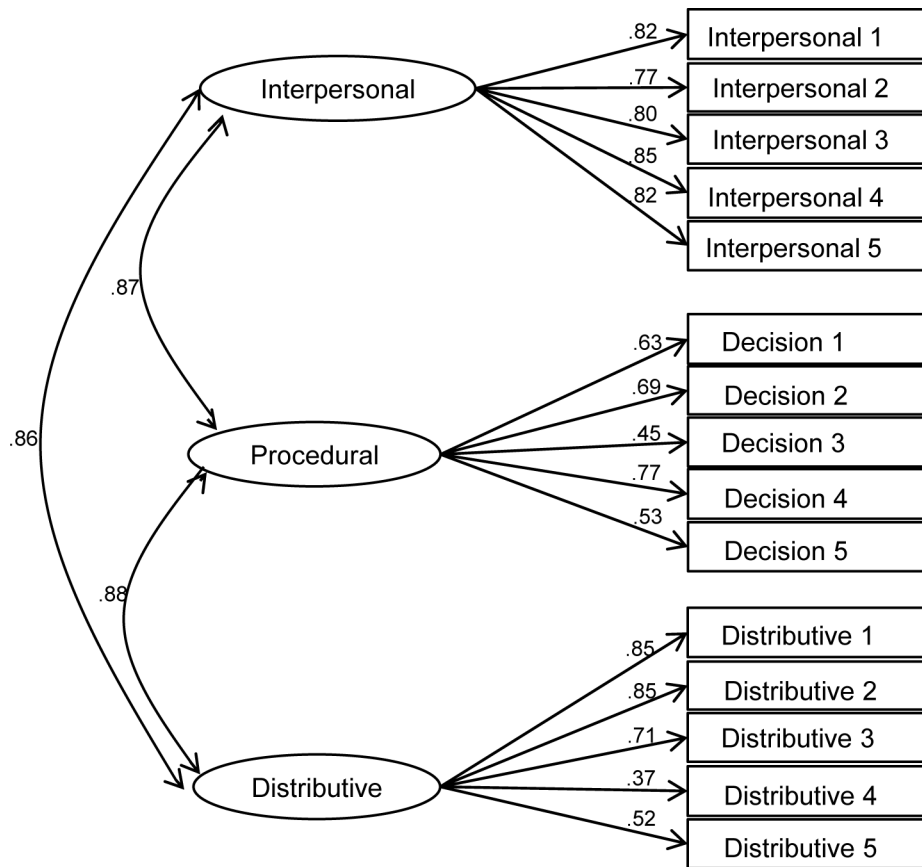 .82
Interpersonal 1
.77
Interpersonal 2
Interpersonal
.80
Interpersonal 3
.85
Interpersonal 4
.82
Interpersonal 5
.87
.63
Decision 1
.69
Decision 2
.86
.45
Decision 3
Procedural
.77
Decision 4
.53
Decision 5
.88
.85
Distributive 1
.85
Distributive 2
.71
Distributive 3
Distributive
.37
Distributive 4
.52
Distributive 5